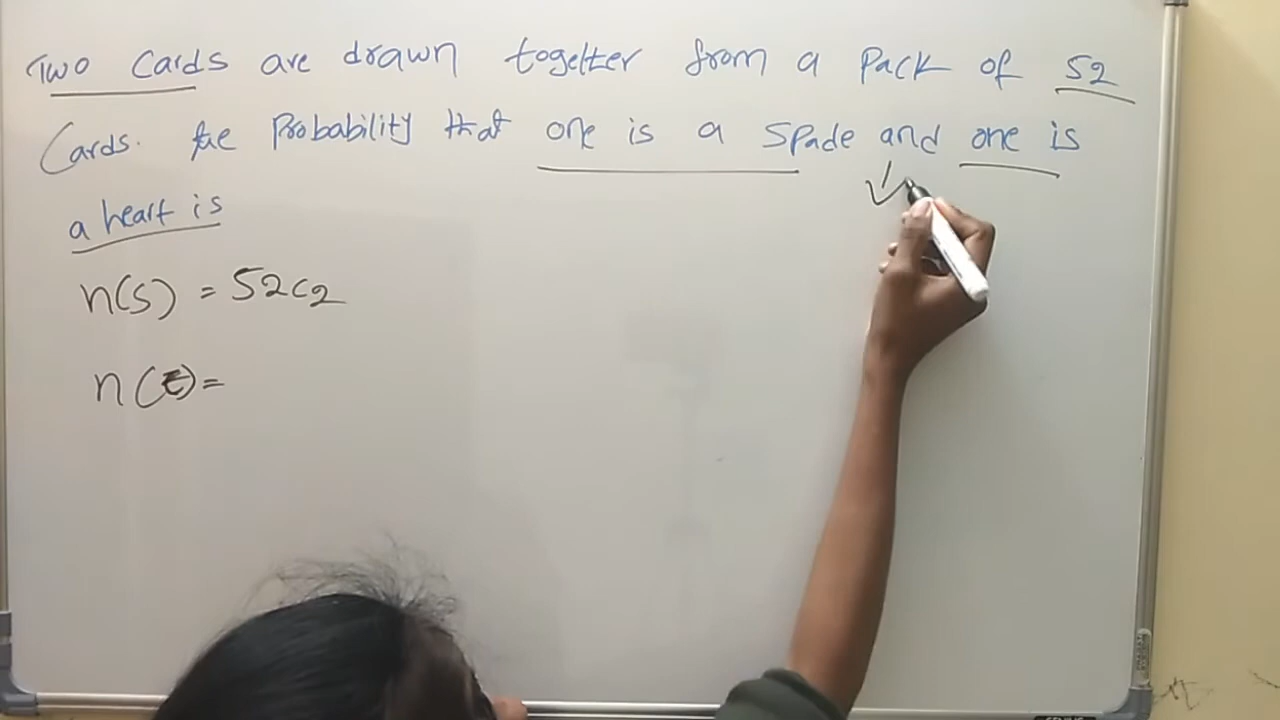 Two Cards are drawn together from a Pack of 52
Cards. the Probability that one is a Spade and one is
a heart is
n(S) = 52C2
n(E) =